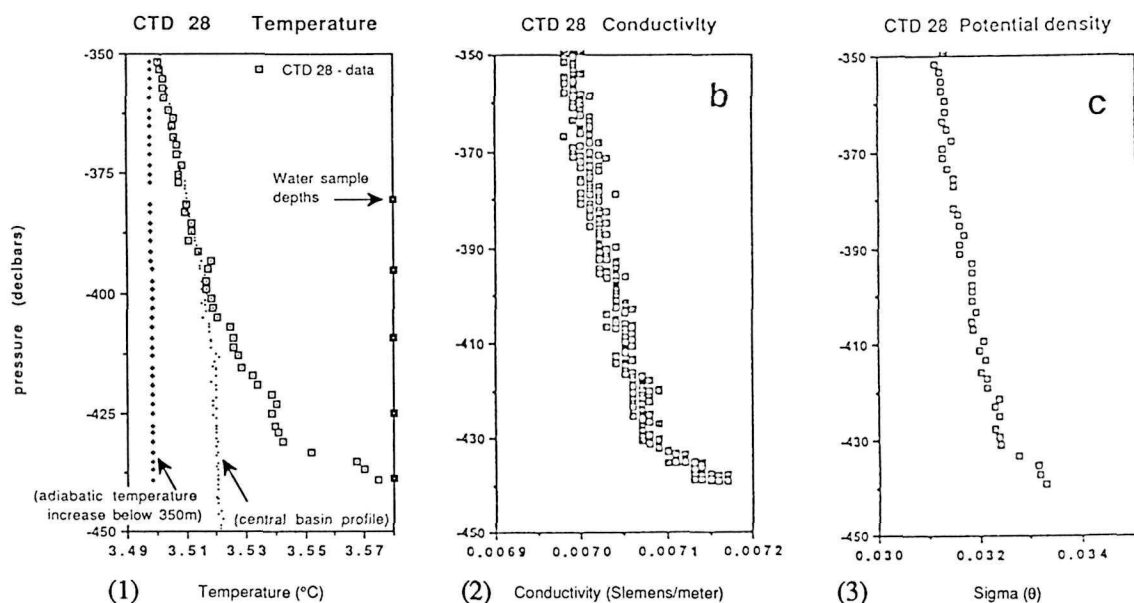 CTD 28 Temperature
CTD 28 Conductivity
CTD 28 Potential density
-350
-375
-400
-425
-450
pressure (decibars)
CTD 28 - data
Water sample
depths
(adiabatic temperature
increase below 350m)
(central basin profile)
3.49 3.51 3.53 3.55 3.57
(1) Temperature (°C)
b
-350
-370
-390
-410
-430
-450
0.0069 0.0070 0.0071 0.0072
(2) Conductivity (Siemens/meter)
c
-350
-370
-390
-410
-430
-450
0.030 0.032 0.034
(3) Sigma (θ)